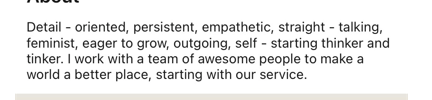 About
Detail - oriented, persistent, empathetic, straight - talking,
feminist, eager to grow, outgoing, self - starting thinker and
tinker. I work with a team of awesome people to make a
world a better place, starting with our service.